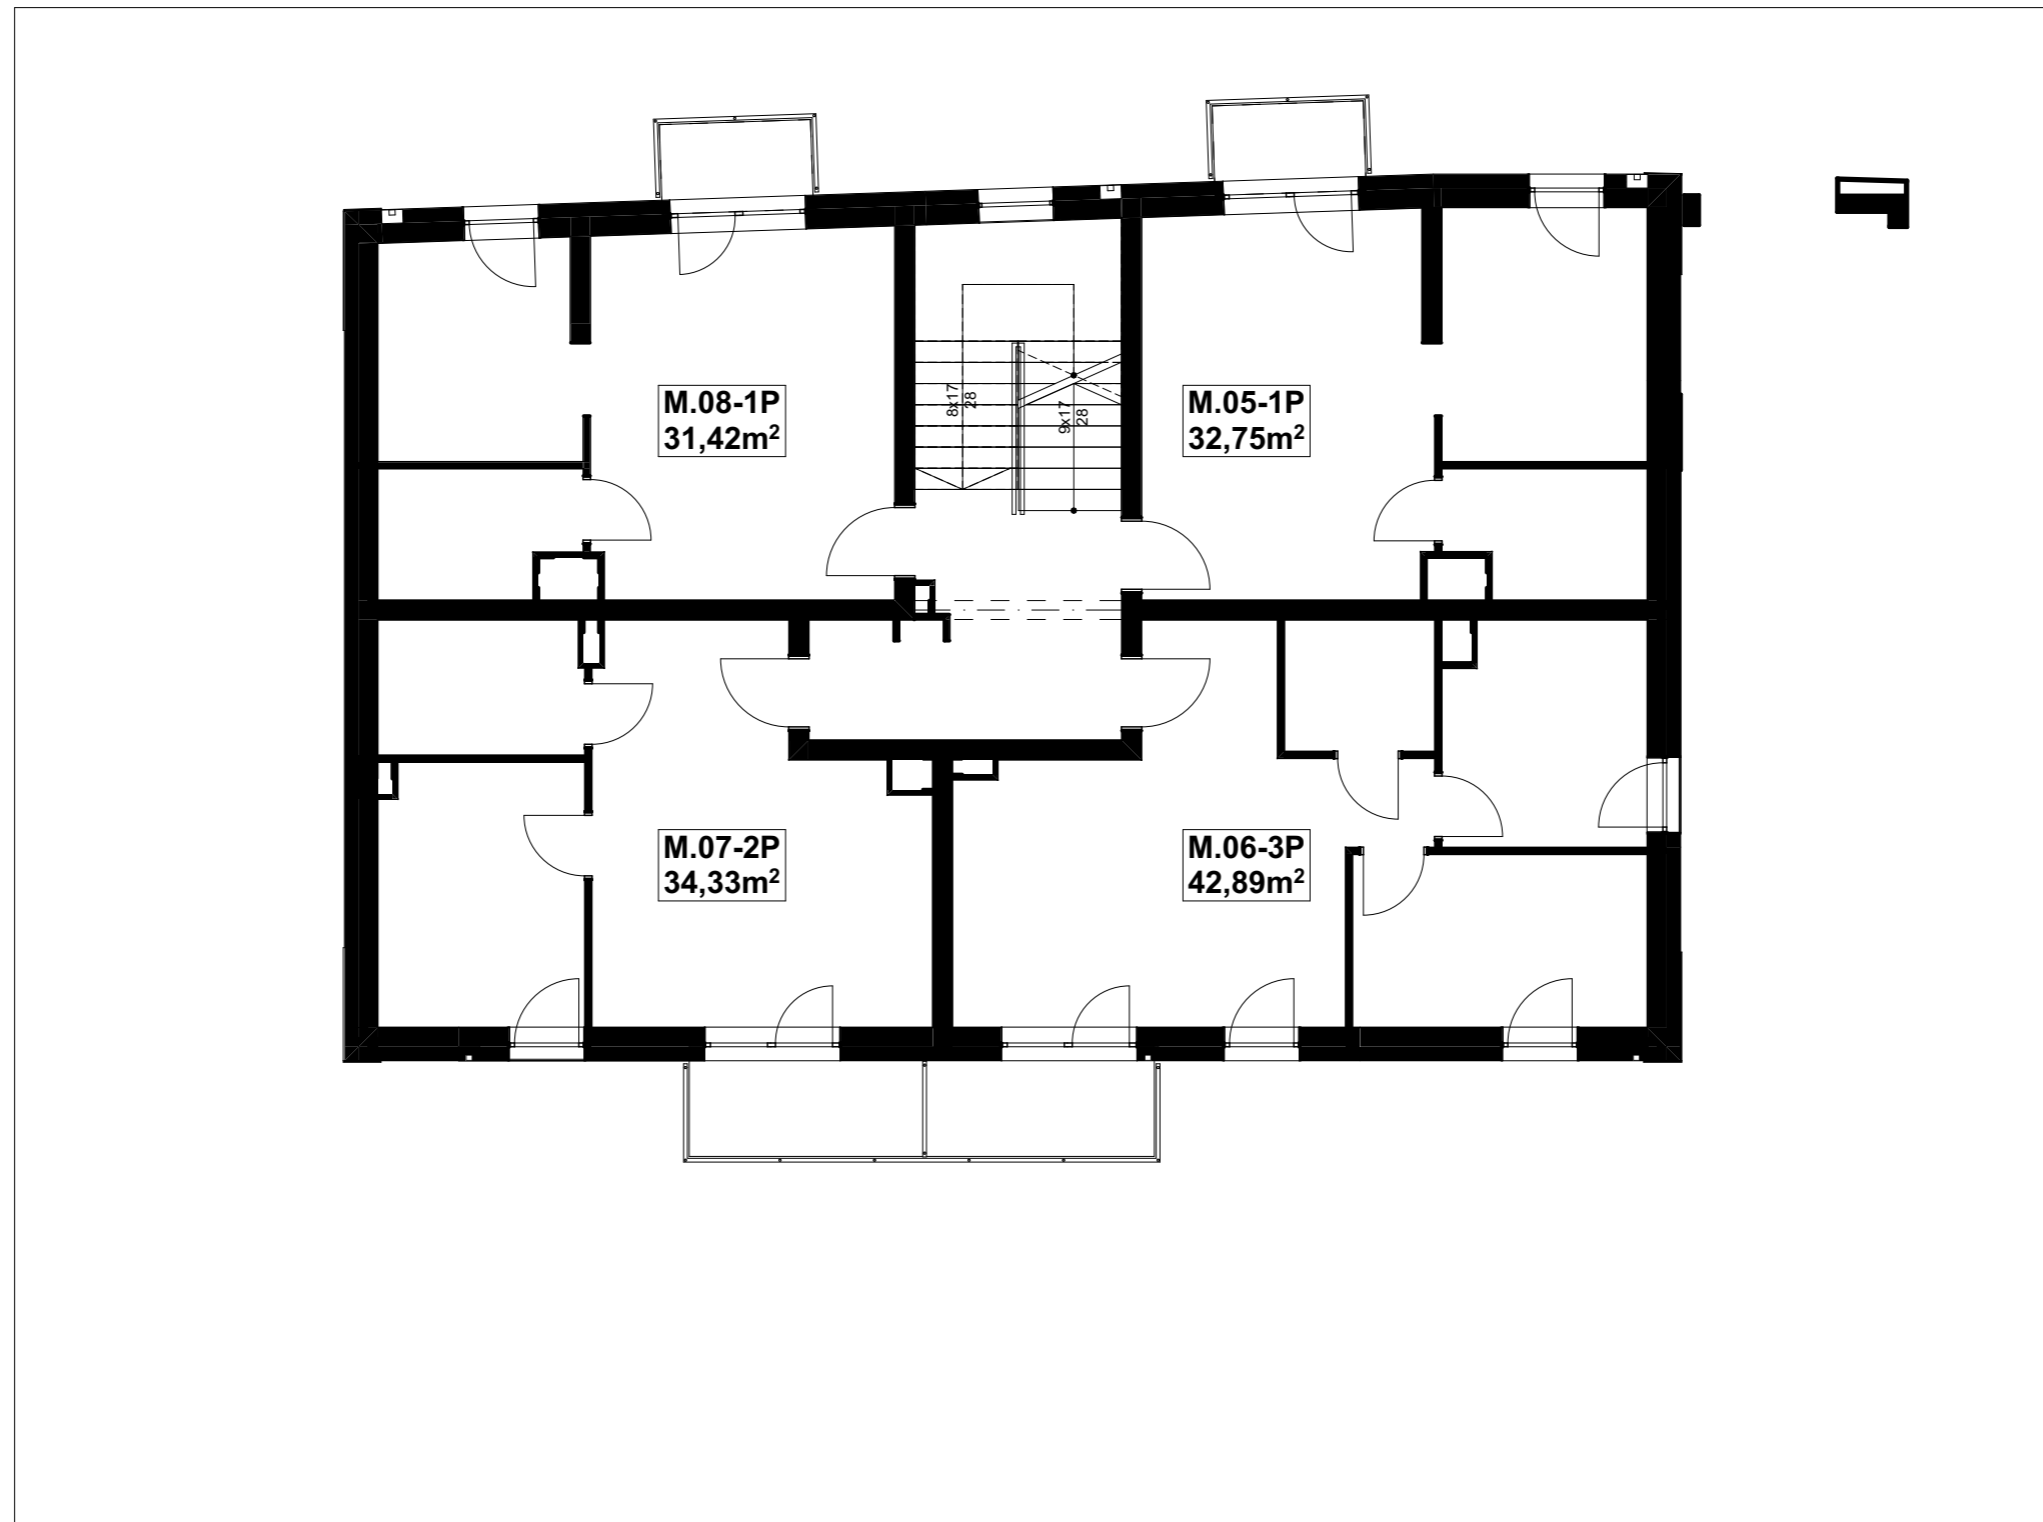 M.08-1P
31,42m²
8x17
28
9x17
28
M.05-1P
32,75m²
M.07-2P
34,33m²
M.06-3P
42,89m²